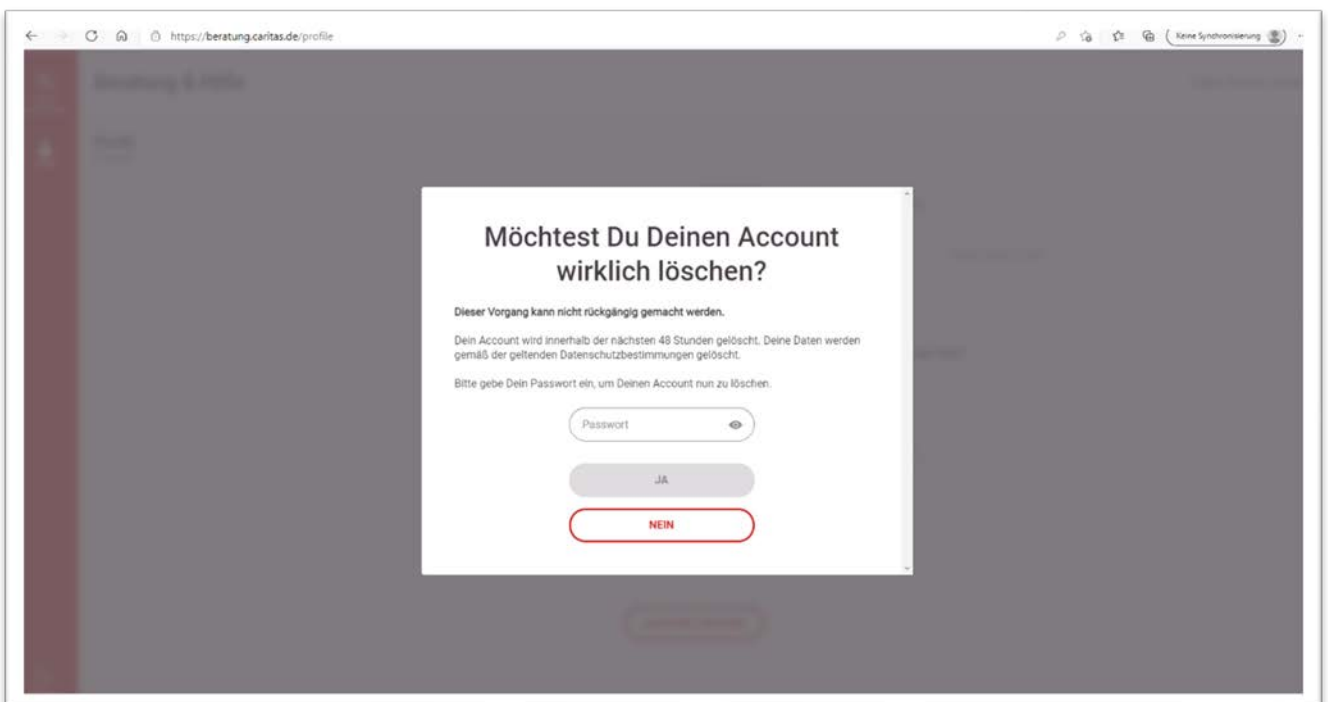 https://beratung.caritas.de/profile
Keine Synchronisierung
Beratung & Hilfe
Möchtest Du Deinen Account
wirklich löschen?
Dieser Vorgang kann nicht rückgängig gemacht werden.
Dein Account wird innerhalb der nächsten 48 Stunden gelöscht. Deine Daten werden
gemäß der geltenden Datenschutzbestimmungen gelöscht.
Bitte gebe Dein Passwort ein, um Deinen Account nun zu löschen.
Passwort
JA
NEIN